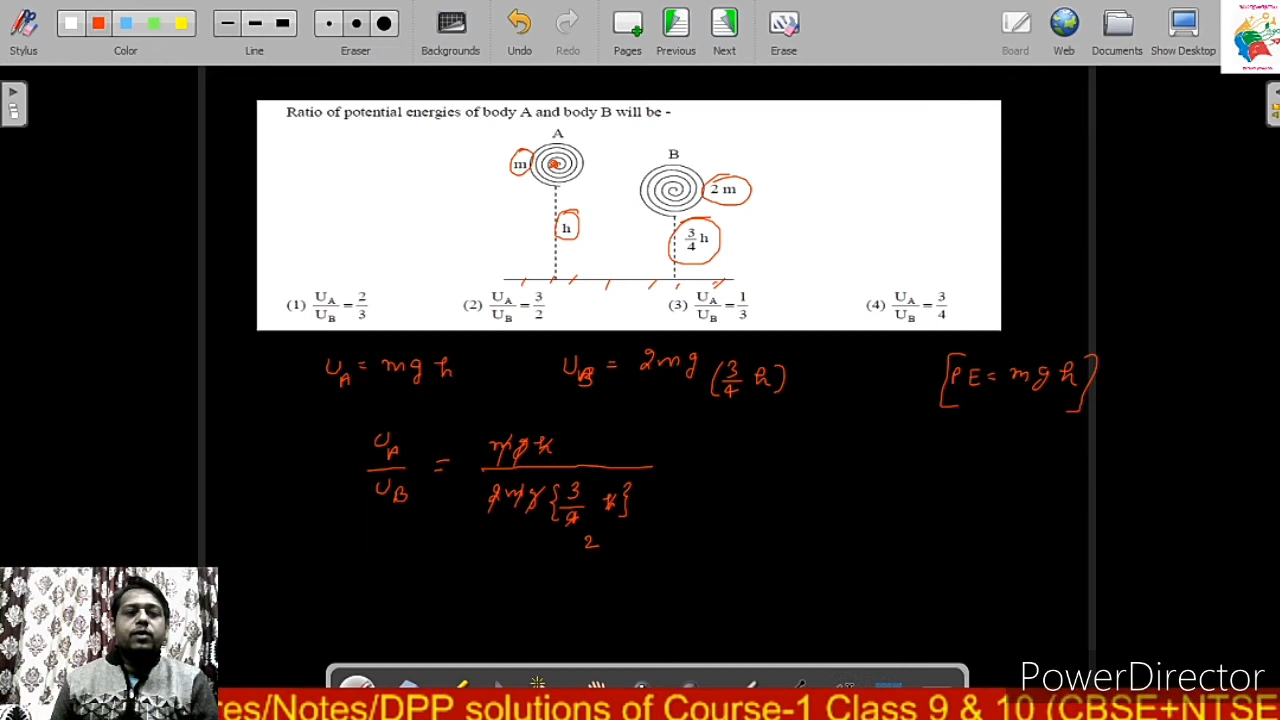 Stylus Color Line Eraser Backgrounds Undo Redo Pages Previous Next Erase Board Web Documents Show Desktop
Ratio of potential energies of body A and body B will be -
A
B
m
2 m
h
3/4 h
(1) U_A/U_B = 2/3 (2) U_A/U_B = 3/2 (3) U_A/U_B = 1/3 (4) U_A/U_B = 3/4
U_A = mgh U_B = 2mg (3/4 h) [PE = mgh]
U_A/U_B = mgh / 2mg {3/4 h}
2
PowerDirector
res/Notes/DPP solutions of Course-1 Class 9 & 10 (CBSE+NTSE